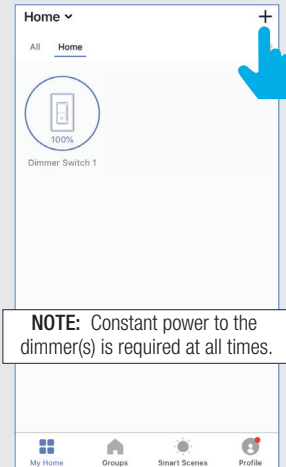 Home
All Home
100%
Dimmer Switch 1
NOTE: Constant power to the
dimmer(s) is required at all times.
My Home Groups Smart Scenes Profile